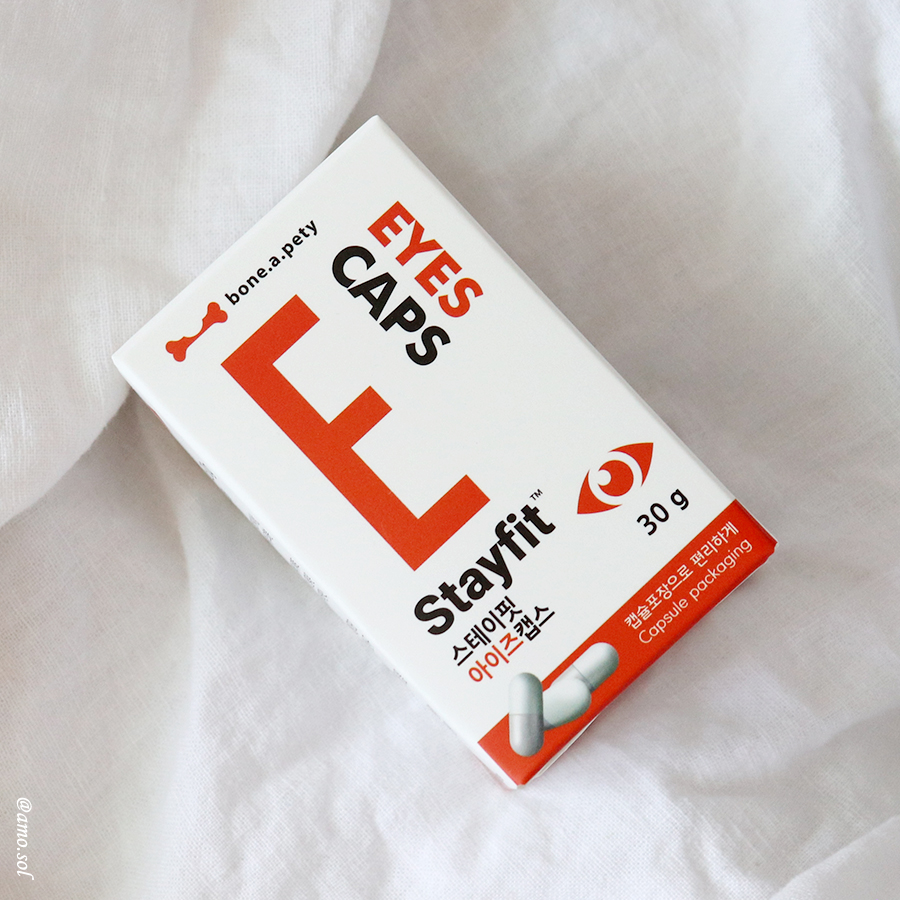 bone.a.pety
EYES
CAPS
E
Stayfit™
스테이핏
아이즈캡스
30 g
캡슐포장으로 편리하게
Capsule packaging
@amo.sol